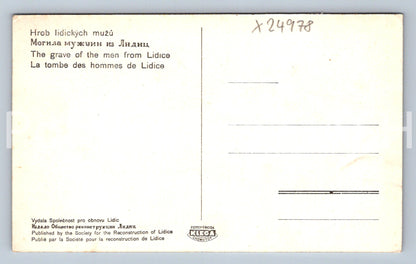 x 24978
Hrob lidických mužů
Могила мужчин из Лидиц
The grave of the men from Lidice
La tombe des hommes de Lidice
Vydala Společnost pro obnovu Lidic
Издало Общество реконструкции Лидиц
Published by the Society for the Reconstruction of Lidice
Publié par la Société pour la reconstruction de Lidice